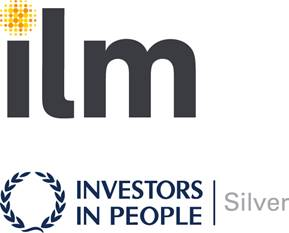 ilm
INVESTORS
IN PEOPLE
Silver